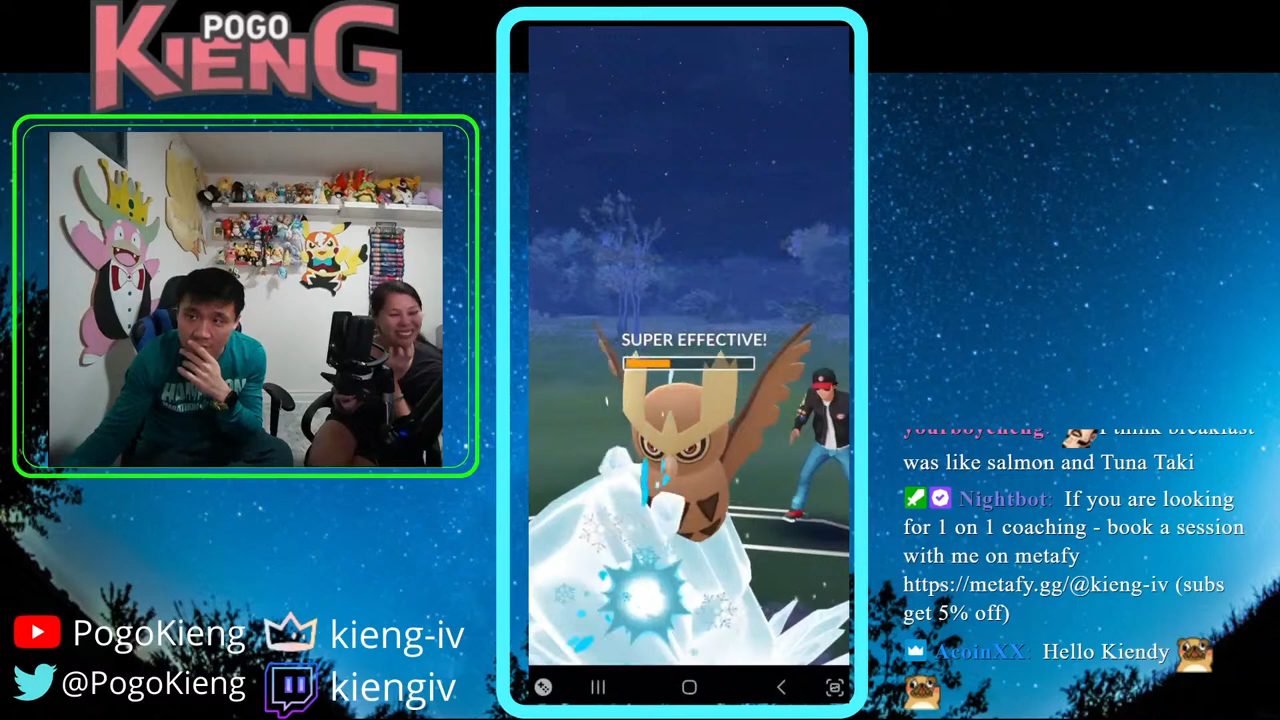 POGO
KIENG
SUPER EFFECTIVE!
was like salmon and Tuna Taki
Nightbot: If you are looking
for 1 on 1 coaching - book a session
with me on metafy
https://metafy.gg/@kieng-iv (subs
get 5% off)
AcoinXX: Hello Kiendy
PogoKieng
kieng-iv
@PogoKieng
kiengiv